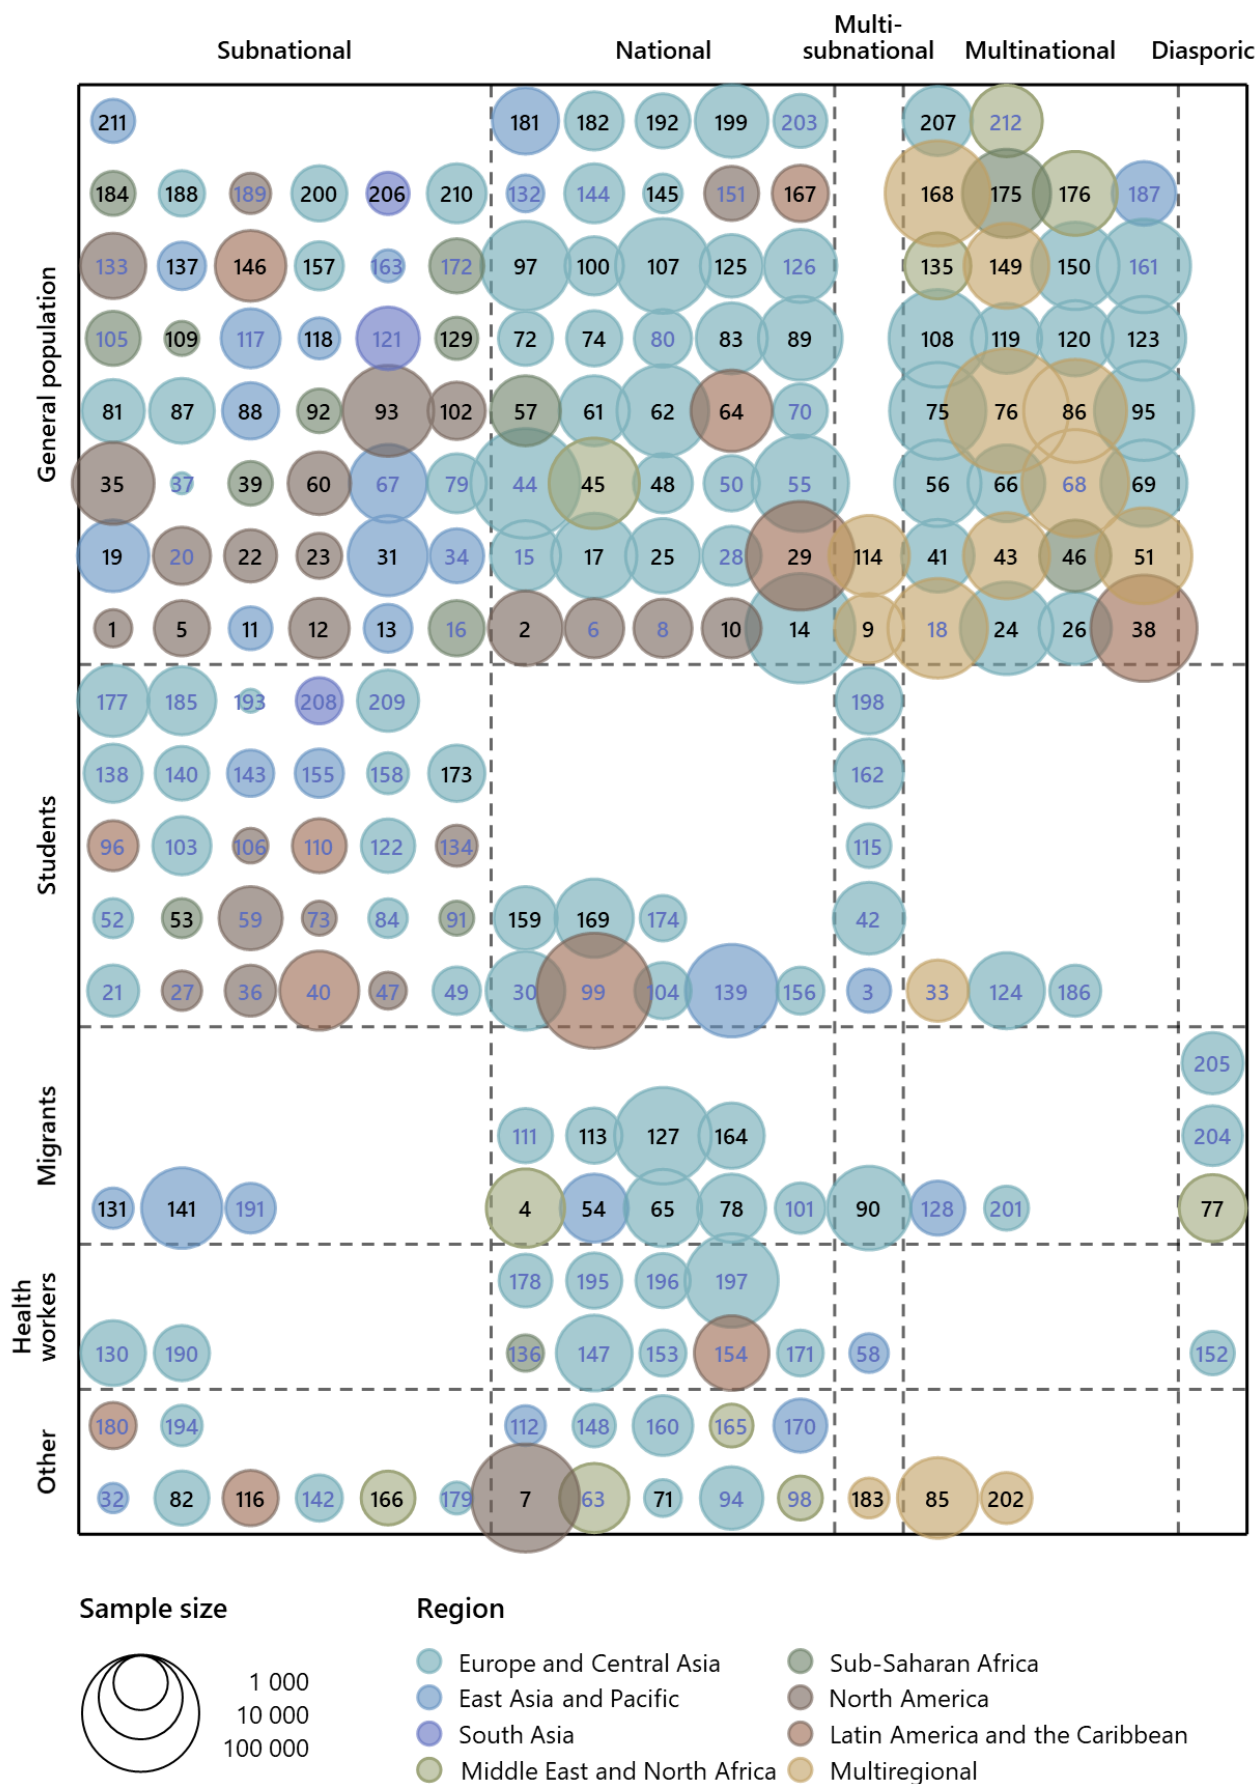 Multi-
Subnational National subnational Multinational Diasporic
211 181 182 192 199 203 207 212
184 188 189 200 206 210 132 144 145 151 167 168 175 176 187
133 137 146 157 163 172 97 100 107 125 126 135 149 150 161
105 109 117 118 121 129 72 74 80 83 89 108 119 120 123
General population
81 87 88 92 93 102 57 61 62 64 70 75 76 86 95
35 37 39 60 67 79 44 45 48 50 55 56 66 68 69
19 20 22 23 31 34 15 17 25 28 29 114 41 43 46 51
1 5 11 12 13 16 2 6 8 10 14 9 18 24 26 38
177 185 193 208 209 198
138 140 143 155 158 173 162
Students
96 103 106 110 122 134 115
52 53 59 73 84 91 159 169 174 42
21 27 36 40 47 49 30 99 104 139 156 3 33 124 186
205
Migrants
111 113 127 164 204
131 141 191 4 54 65 78 101 90 128 201 77
Health
workers
178 195 196 197
130 190 136 147 153 154 171 58 152
Other
180 194 112 148 160 165 170
32 82 116 142 166 179 7 63 71 94 98 183 85 202
Sample size
1 000
10 000
100 000
Region
Europe and Central Asia
East Asia and Pacific
South Asia
Middle East and North Africa
Sub-Saharan Africa
North America
Latin America and the Caribbean
Multiregional